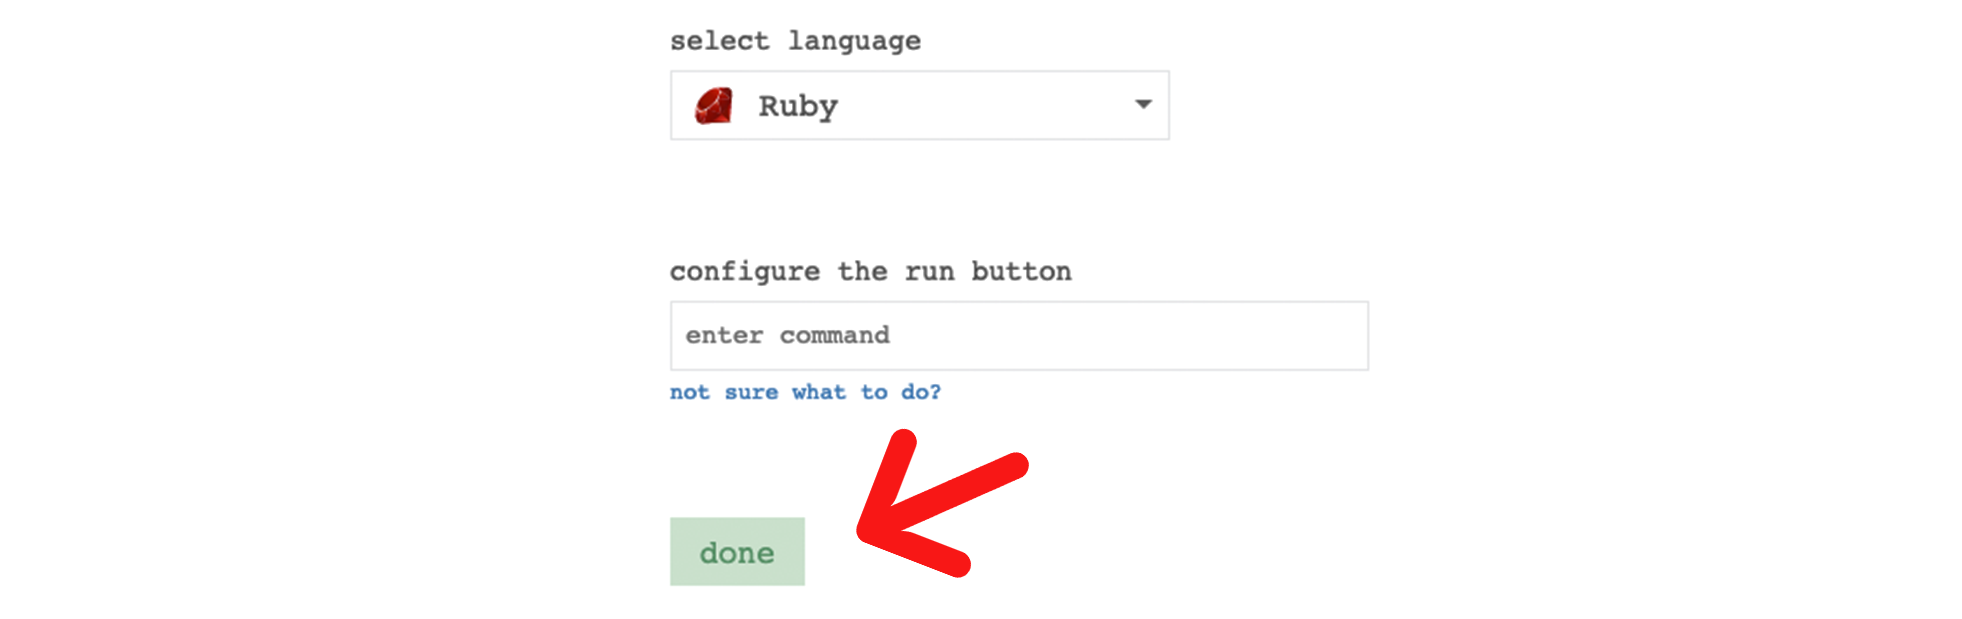 select language
Ruby
configure the run button
enter command
not sure what to do?
done